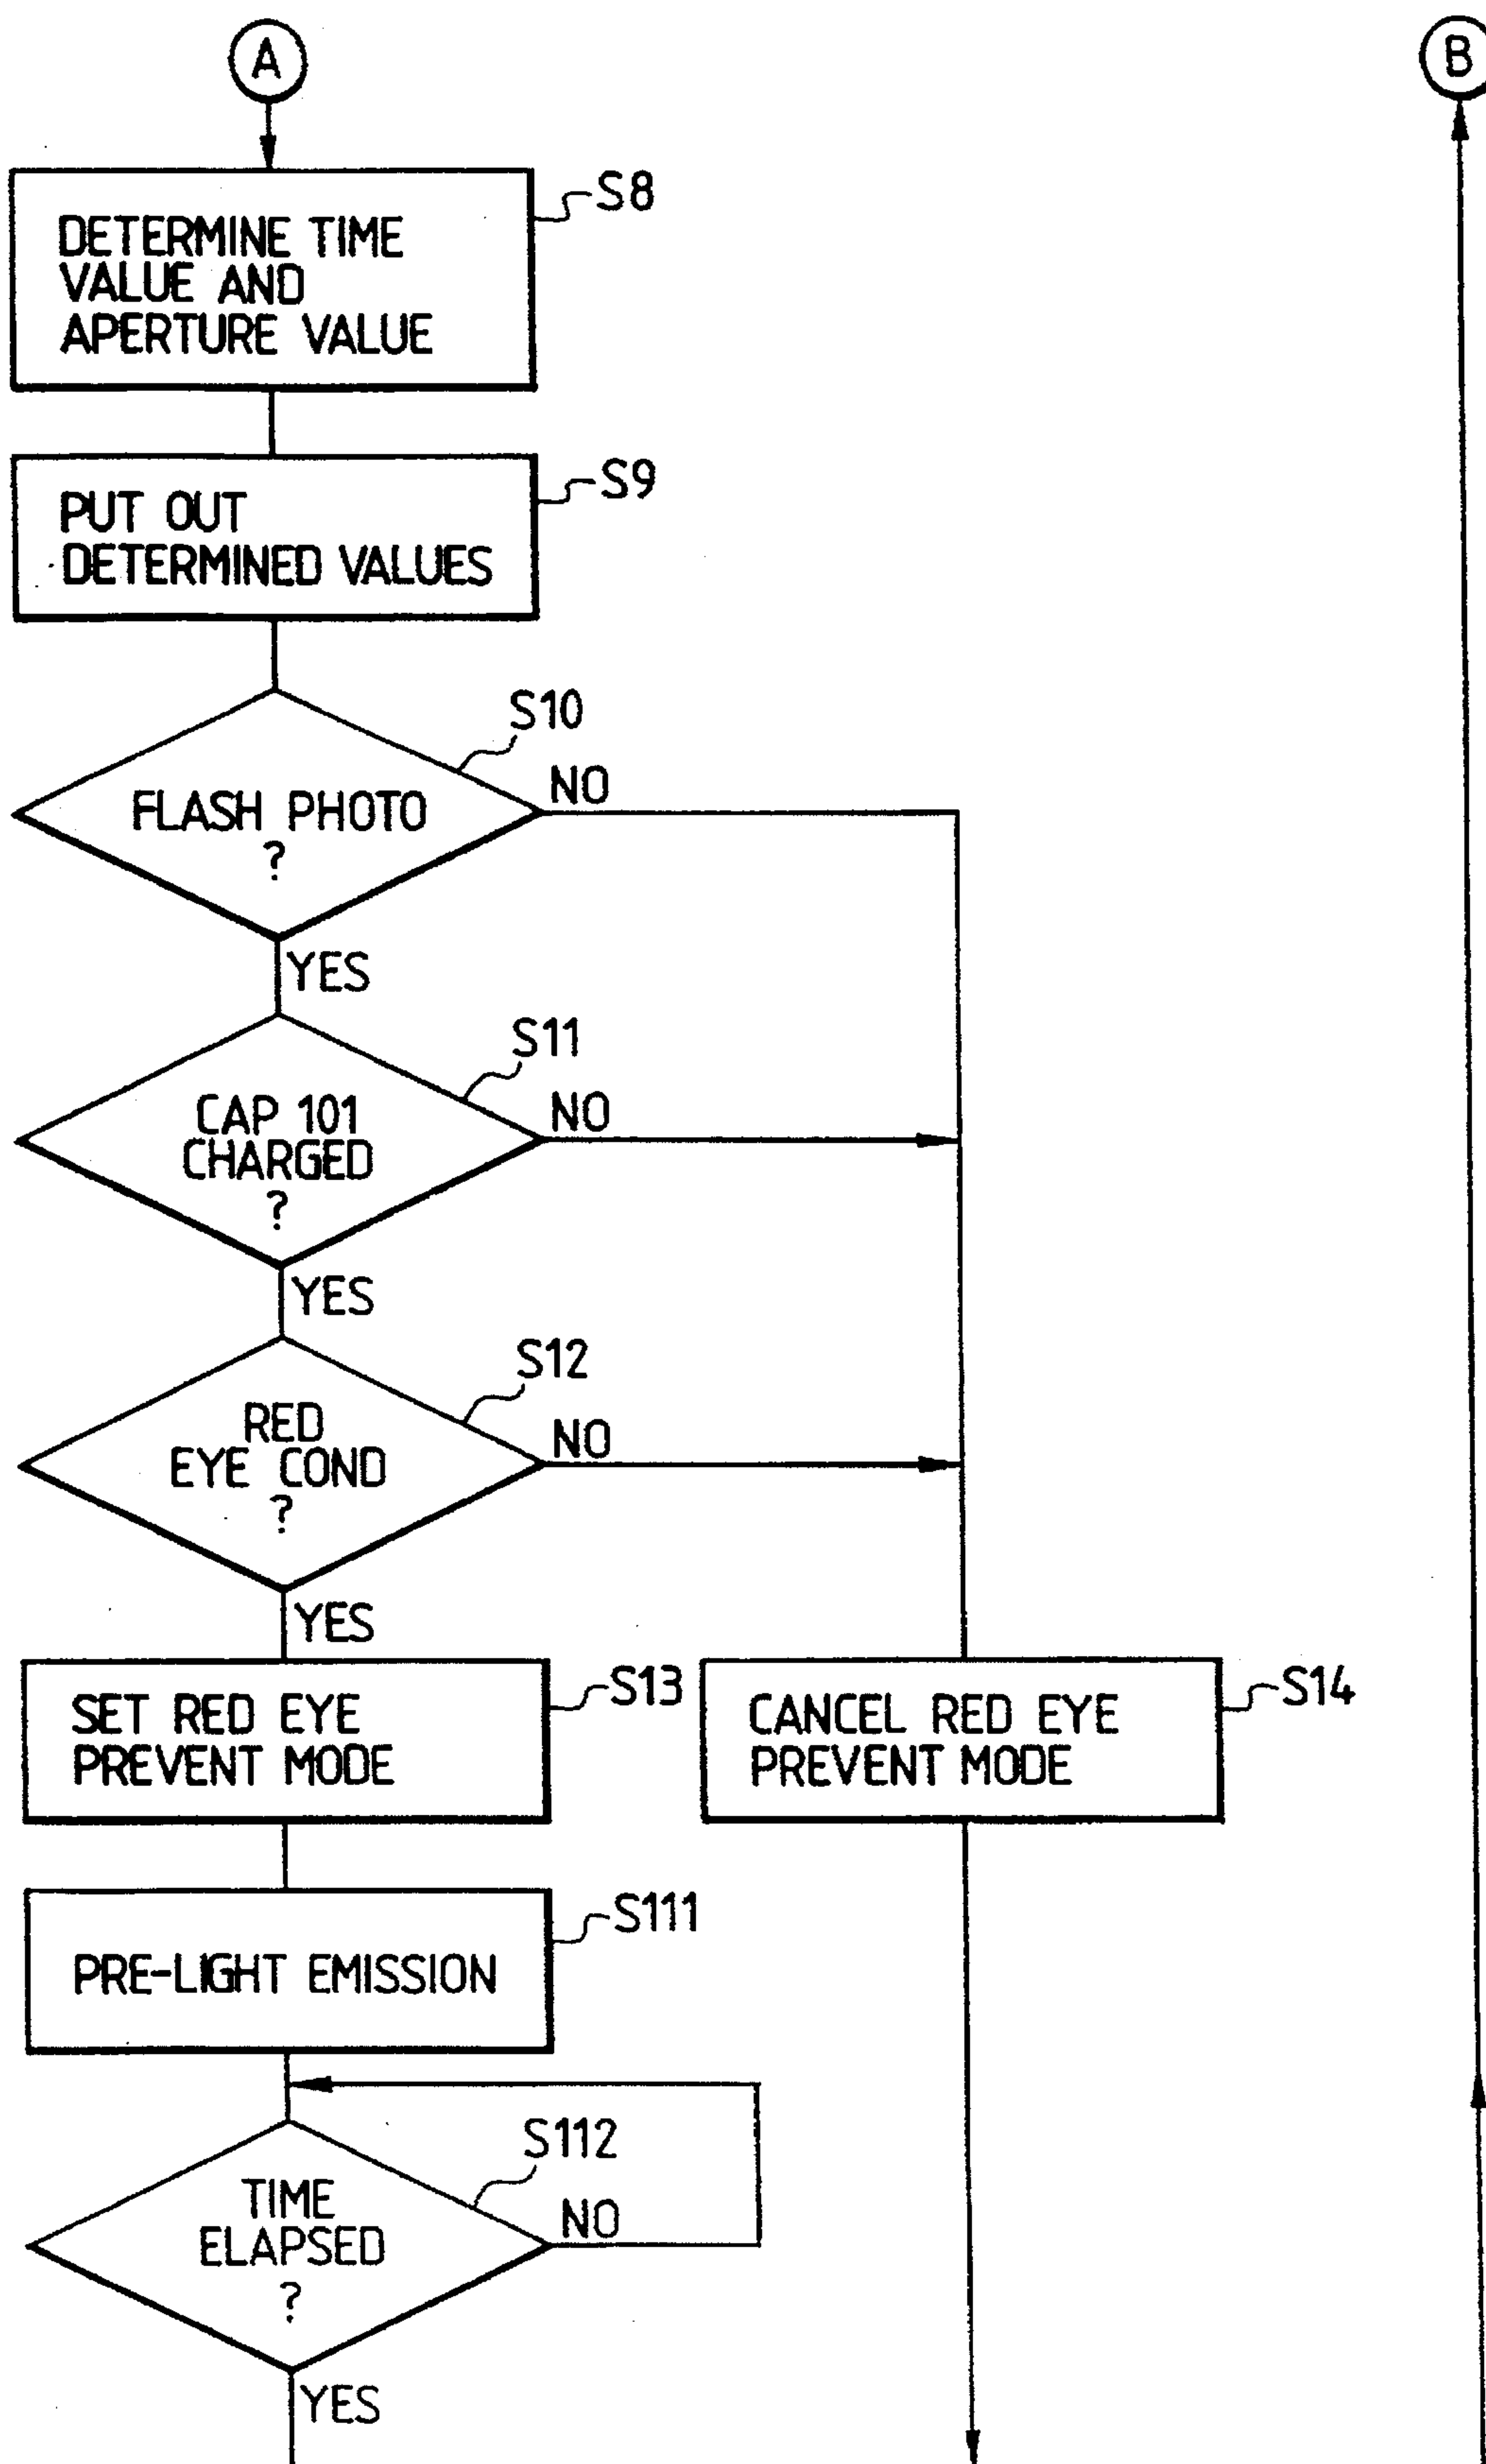 A
B
S8
DETERMINE TIME
VALUE AND
APERTURE VALUE
S9
PUT OUT
DETERMINED VALUES
S10
NO
FLASH PHOTO
?
YES
S11
NO
CAP 101
CHARGED
?
YES
S12
NO
RED
EYE COND
?
YES
S13
SET RED EYE
PREVENT MODE
S14
CANCEL RED EYE
PREVENT MODE
S111
PRE-LIGHT EMISSION
S112
TIME
ELAPSED
?
NO
YES